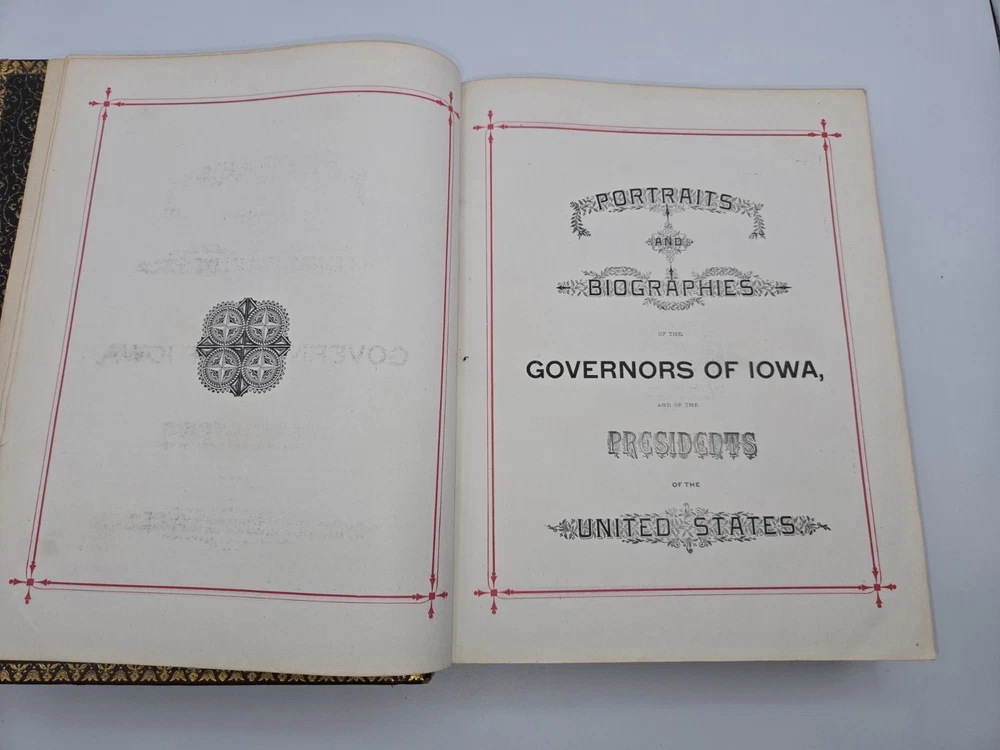 PORTRAITS
AND
BIOGRAPHIES
OF THE
GOVERNORS OF IOWA,
AND OF THE
PRESIDENTS
OF THE
UNITED STATES.